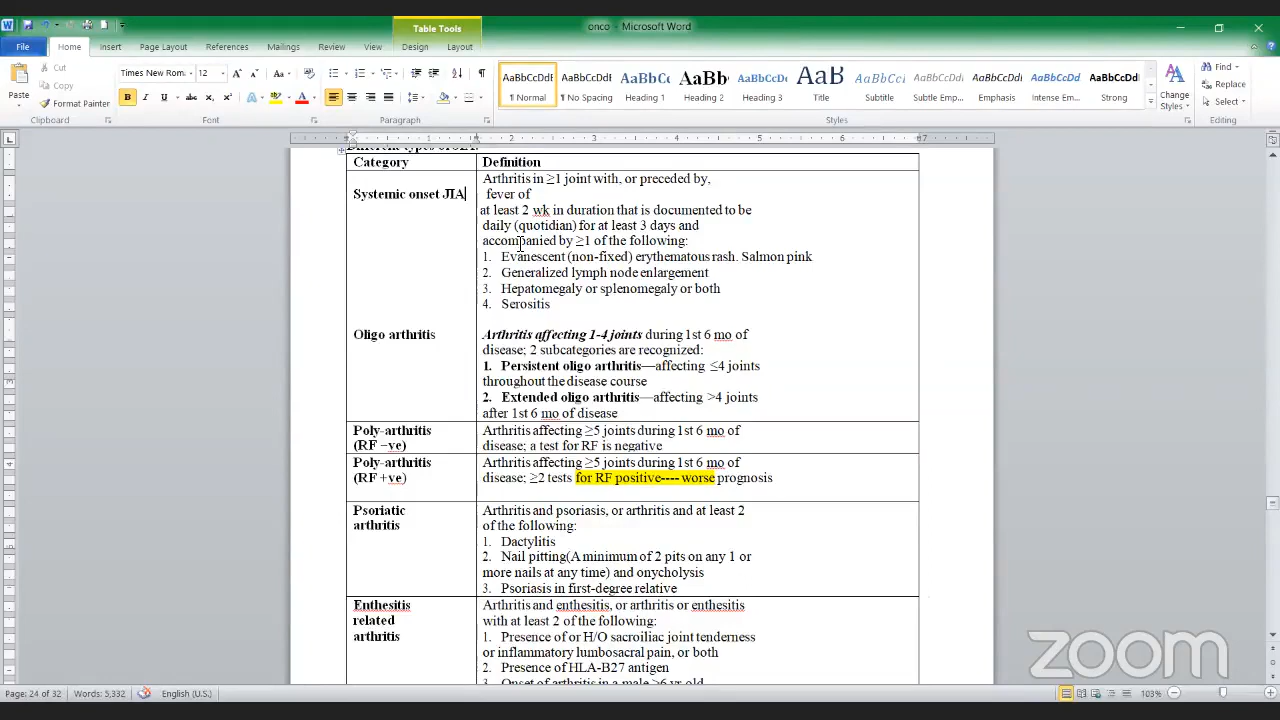 Table Tools
onco - Microsoft Word
File Home Insert Page Layout References Mailings Review View Design Layout
Paste
Cut
Copy
Format Painter
Clipboard
Times New Rom
12
Font
Paragraph
AaBbCcDdI AaBbCcDdI AaBbCc AaBb AaBbCcDd AaB AaBbCcDd AaBbCcDdI AaBbCcDdI AaBbCcDdI AaBbCcDd
¶ Normal ¶ No Spacing Heading 1 Heading 2 Heading 3 Title Subtitle Subtle Emp... Emphasis Intense Em... Strong
Styles
Change Styles
Find
Replace
Select
Editing
Category Definition
Systemic onset JIA
Arthritis in ≥1 joint with, or preceded by,
fever of
at least 2 wk in duration that is documented to be
daily (quotidian) for at least 3 days and
accompanied by ≥1 of the following:
1. Evanescent (non-fixed) erythematous rash. Salmon pink
2. Generalized lymph node enlargement
3. Hepatomegaly or splenomegaly or both
4. Serositis
Oligo arthritis
Arthritis affecting 1-4 joints during 1st 6 mo of
disease; 2 subcategories are recognized:
1. Persistent oligo arthritis—affecting ≤4 joints
throughout the disease course
2. Extended oligo arthritis—affecting >4 joints
after 1st 6 mo of disease
Poly-arthritis
(RF –ve)
Arthritis affecting ≥5 joints during 1st 6 mo of
disease; a test for RF is negative
Poly-arthritis
(RF +ve)
Arthritis affecting ≥5 joints during 1st 6 mo of
disease; ≥2 tests for RF positive---- worse prognosis
Psoriatic
arthritis
Arthritis and psoriasis, or arthritis and at least 2
of the following:
1. Dactylitis
2. Nail pitting(A minimum of 2 pits on any 1 or
more nails at any time) and onycholysis
3. Psoriasis in first-degree relative
Enthesitis
related
arthritis
Arthritis and enthesitis, or arthritis or enthesitis
with at least 2 of the following:
1. Presence of or H/O sacroiliac joint tenderness
or inflammatory lumbosacral pain, or both
2. Presence of HLA-B27 antigen
3. Onset of arthritis in a male >6 yr old
zoom
Page: 24 of 32 Words: 5,332 English (U.S.) 103%